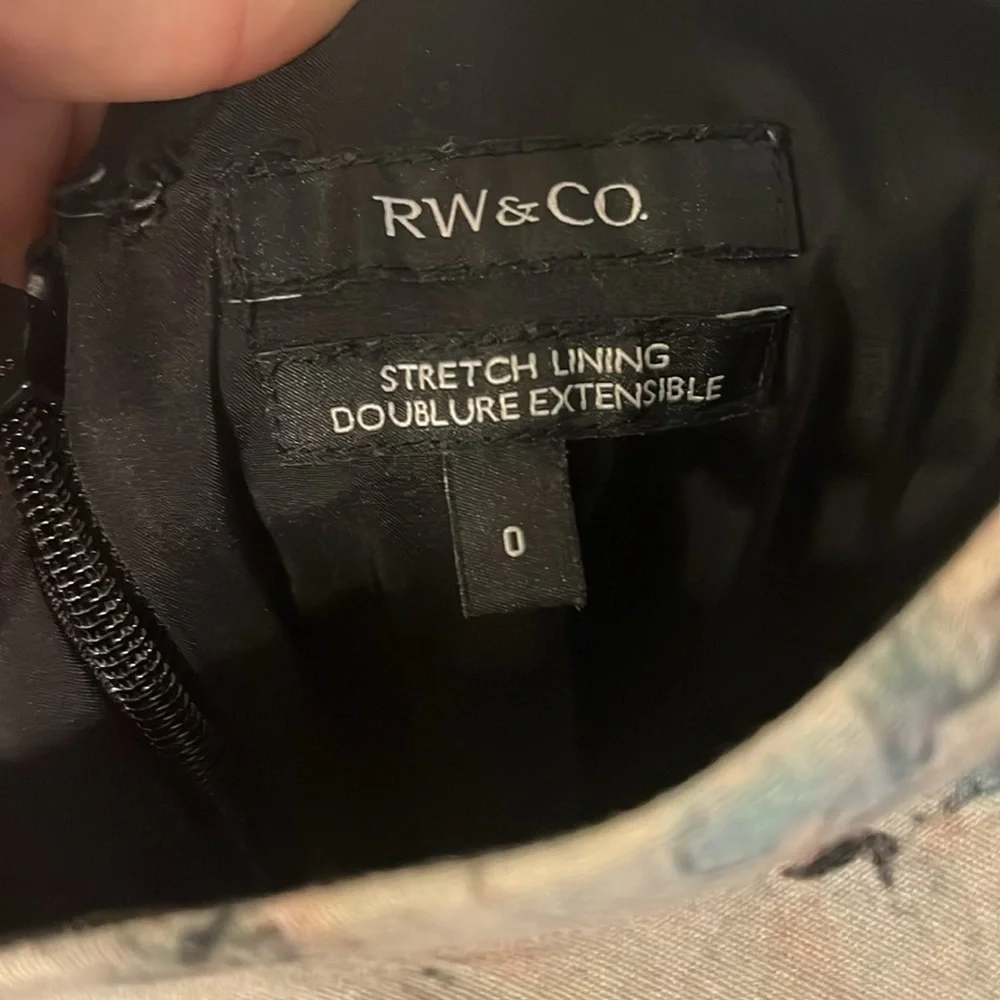 RW&CO.
STRETCH LINING
DOUBLURE EXTENSIBLE
0